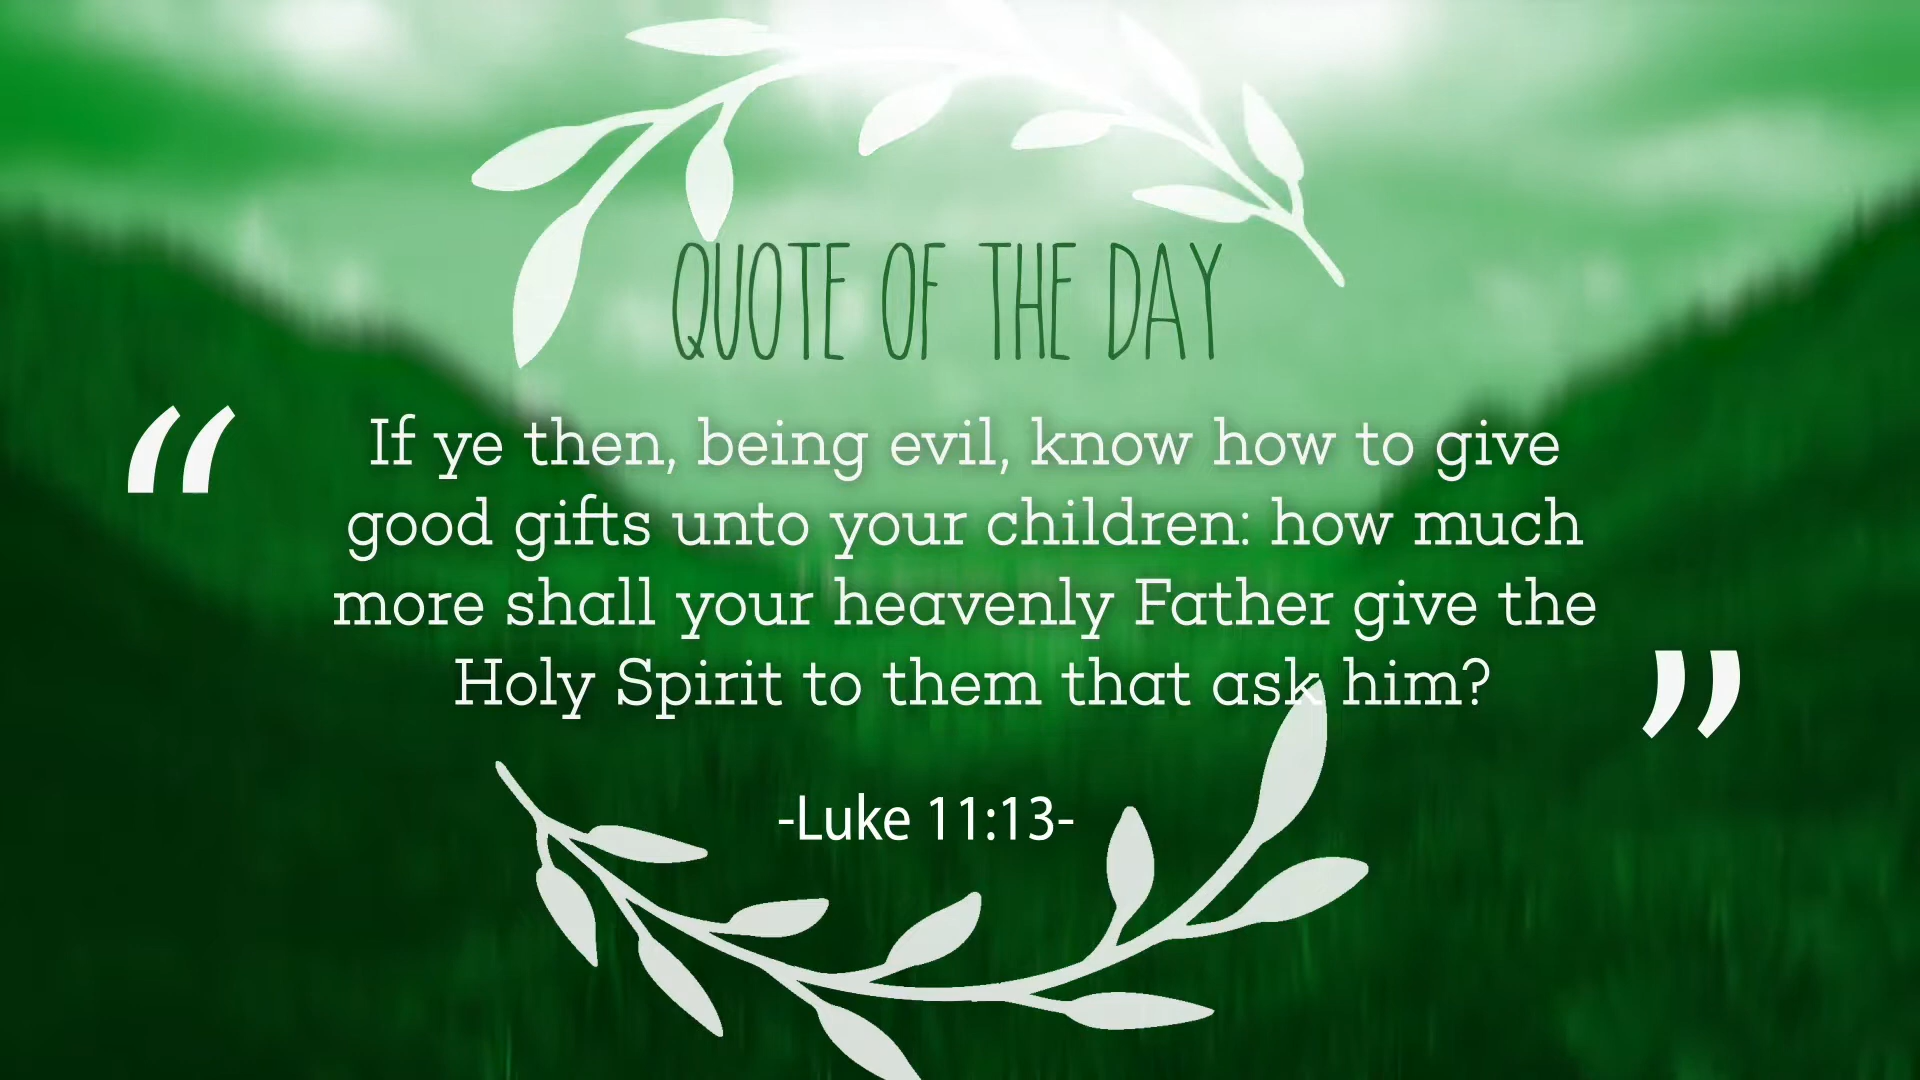 QUOTE OF THE DAY
“
If ye then, being evil, know how to give
good gifts unto your children: how much
more shall your heavenly Father give the
Holy Spirit to them that ask him?
”
-Luke 11:13-